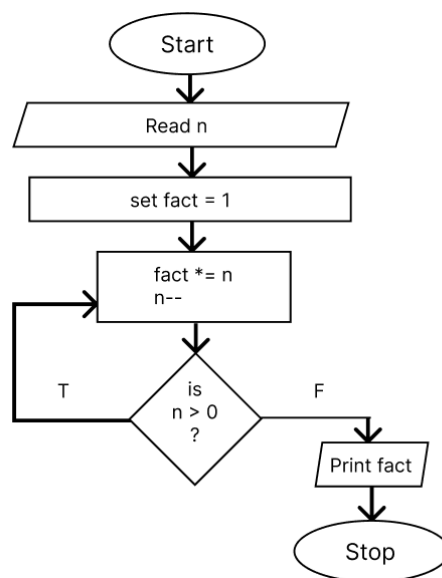 Start
Read n
set fact = 1
fact *= n
n--
is
n > 0
?
T
F
Print fact
Stop